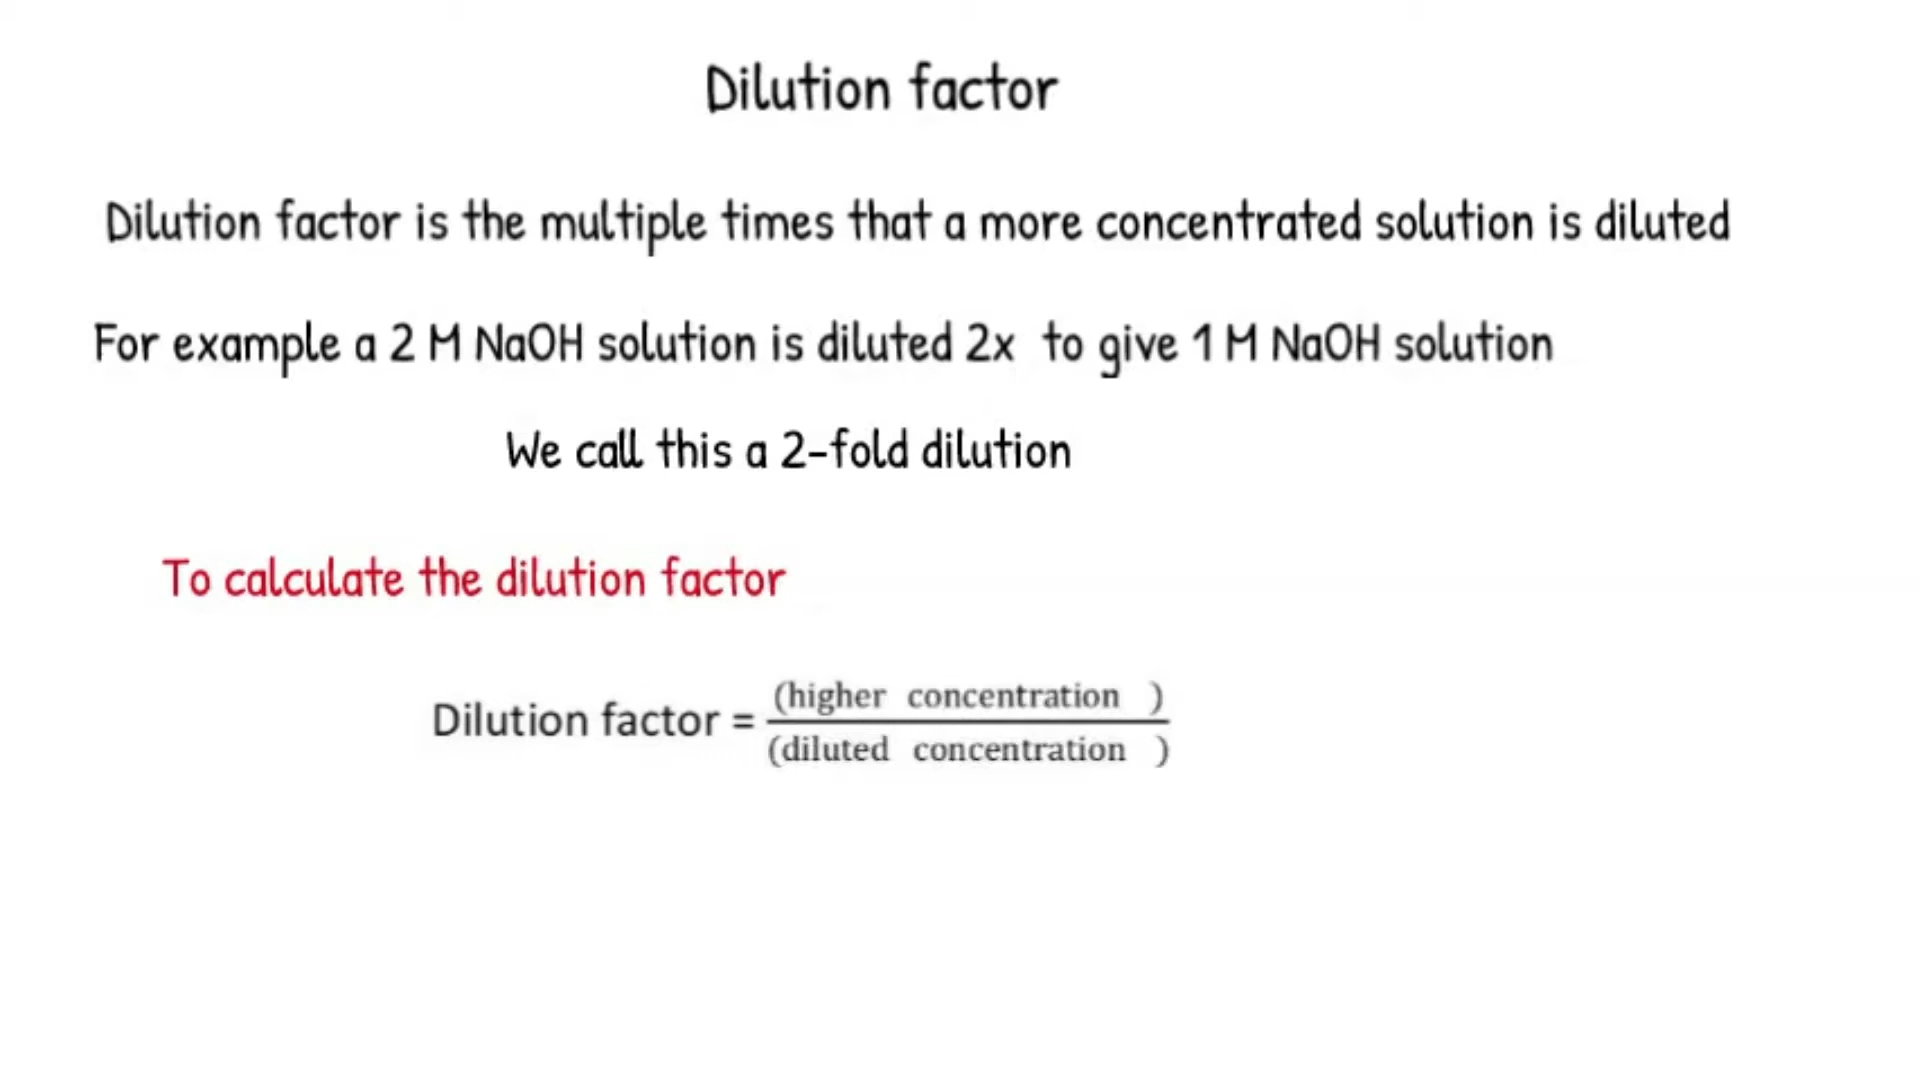 Dilution factor
Dilution factor is the multiple times that a more concentrated solution is diluted
For example a 2 M NaOH solution is diluted 2x to give 1 M NaOH solution
We call this a 2-fold dilution
To calculate the dilution factor
Dilution factor = (higher concentration )
(diluted concentration )